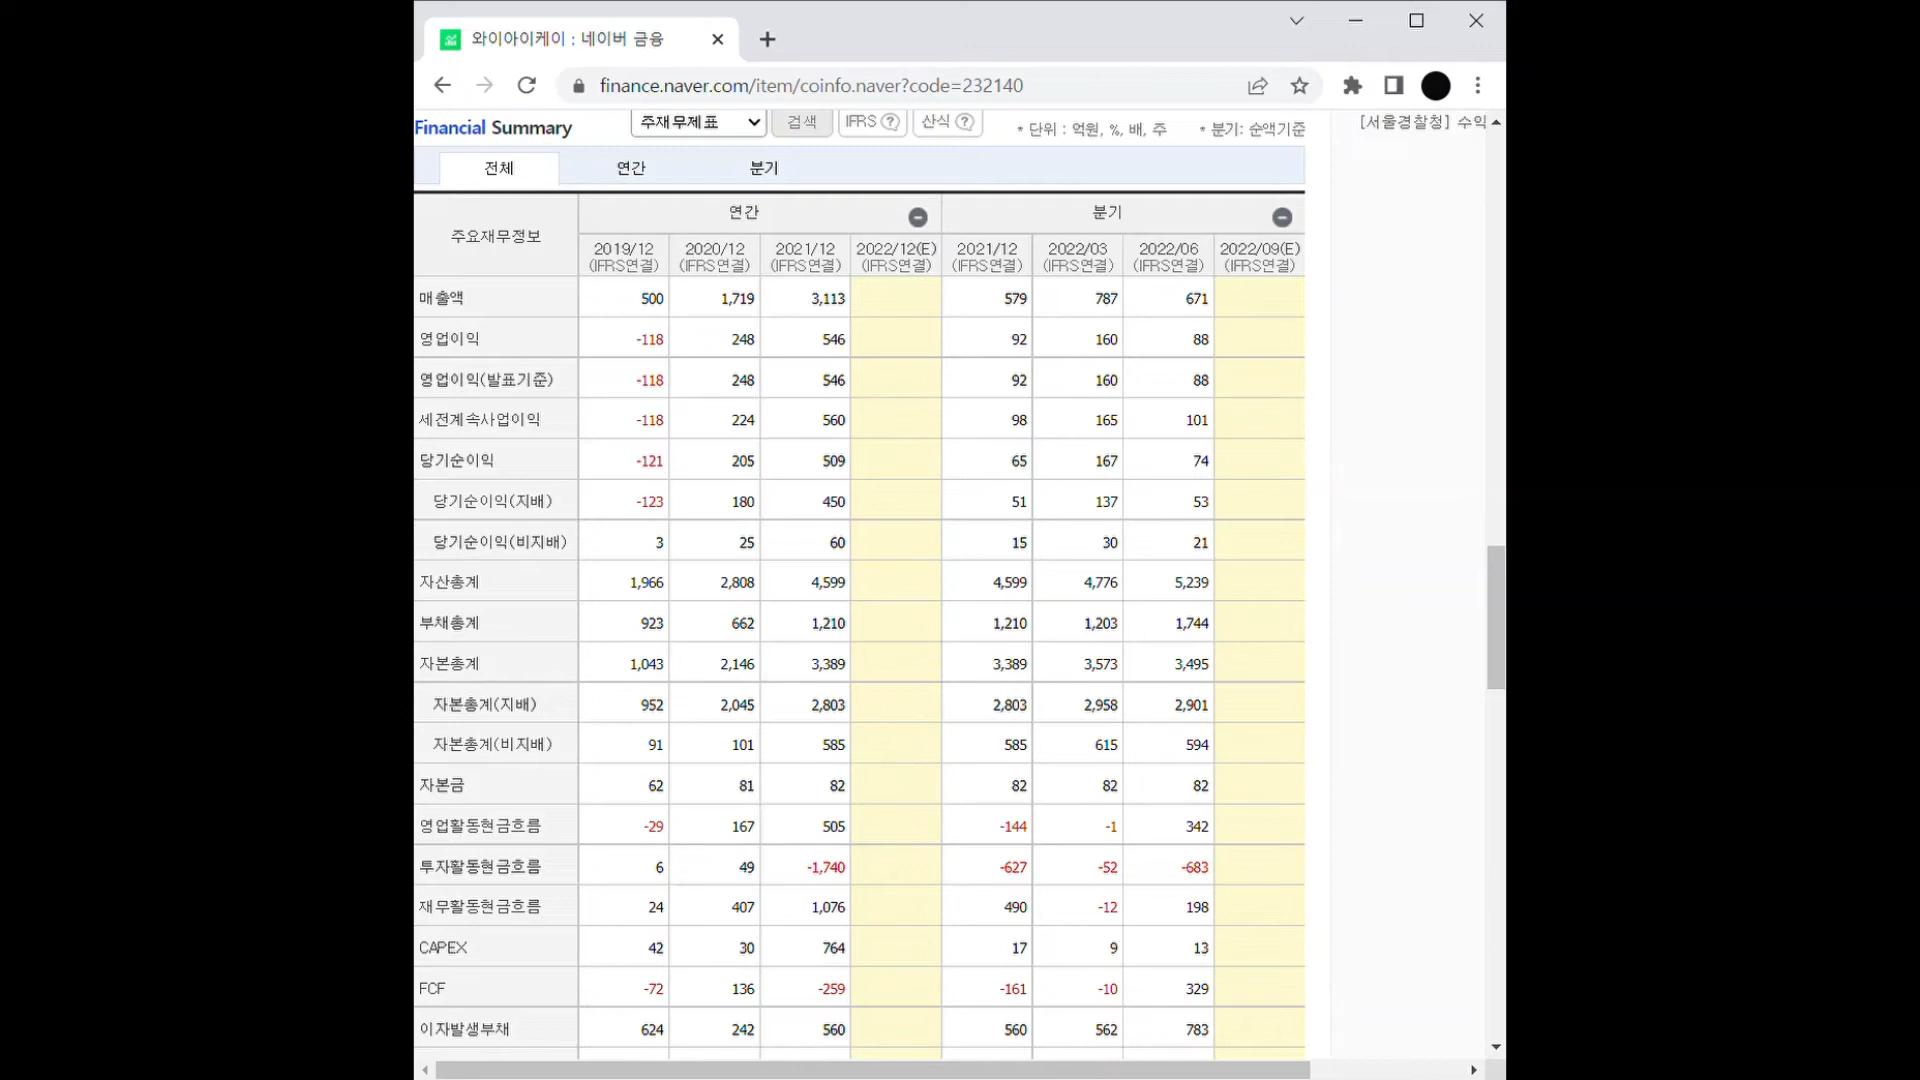 와이아이케이 : 네이버 금융
finance.naver.com/item/coinfo.naver?code=232140
Financial Summary 주재무제표 검색 IFRS ? 산식 ? * 단위 : 억원, %, 배, 주 * 분기: 순액기준 [서울경찰청] 수익
전체 연간 분기
주요재무정보 연간 분기
2019/12 2020/12 2021/12 2022/12(E) 2021/12 2022/03 2022/06 2022/09(E)
(IFRS연결) (IFRS연결) (IFRS연결) (IFRS연결) (IFRS연결) (IFRS연결) (IFRS연결) (IFRS연결)
매출액 500 1,719 3,113 579 787 671
영업이익 -118 248 546 92 160 88
영업이익(발표기준) -118 248 546 92 160 88
세전계속사업이익 -118 224 560 98 165 101
당기순이익 -121 205 509 65 167 74
당기순이익(지배) -123 180 450 51 137 53
당기순이익(비지배) 3 25 60 15 30 21
자산총계 1,966 2,808 4,599 4,599 4,776 5,239
부채총계 923 662 1,210 1,210 1,203 1,744
자본총계 1,043 2,146 3,389 3,389 3,573 3,495
자본총계(지배) 952 2,045 2,803 2,803 2,958 2,901
자본총계(비지배) 91 101 585 585 615 594
자본금 62 81 82 82 82 82
영업활동현금흐름 -29 167 505 -144 -1 342
투자활동현금흐름 6 49 -1,740 -627 -52 -683
재무활동현금흐름 24 407 1,076 490 -12 198
CAPEX 42 30 764 17 9 13
FCF -72 136 -259 -161 -10 329
이자발생부채 624 242 560 560 562 783